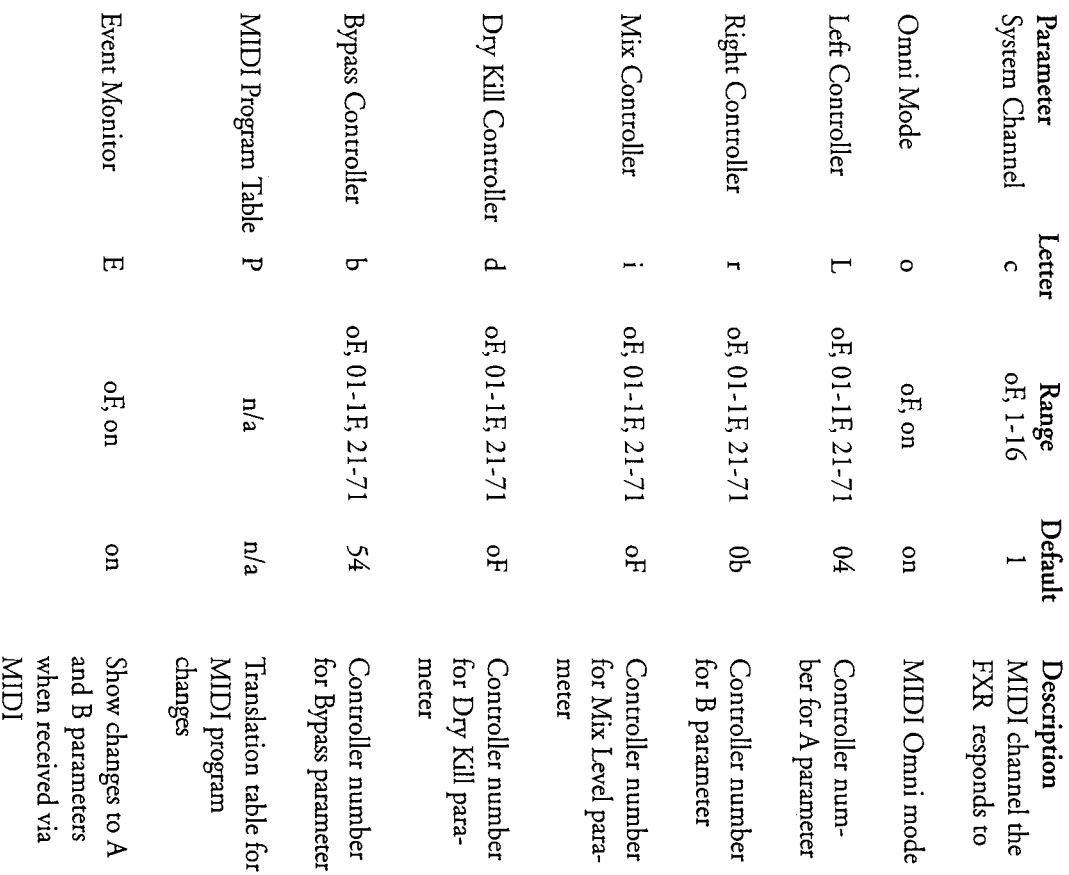 Parameter Letter Range Default Description
System Channel c oF, 1-16 1 MIDI channel the
FXR responds to
Omni Mode o oF, on on MIDI Omni mode
Left Controller L oF, 01-1F, 21-71 04 Controller num-
ber for A parameter
Right Controller r oF, 01-1F, 21-71 0b Controller number
for B parameter
Mix Controller i oF, 01-1F, 21-71 oF Controller number
for Mix Level para-
meter
Dry Kill Controller d oF, 01-1F, 21-71 oF Controller number
for Dry Kill para-
meter
Bypass Controller b oF, 01-1F, 21-71 54 Controller number
for Bypass parameter
MIDI Program Table P n/a n/a Translation table for
MIDI program
changes
Event Monitor E oF, on on Show changes to A
and B parameters
when received via
MIDI